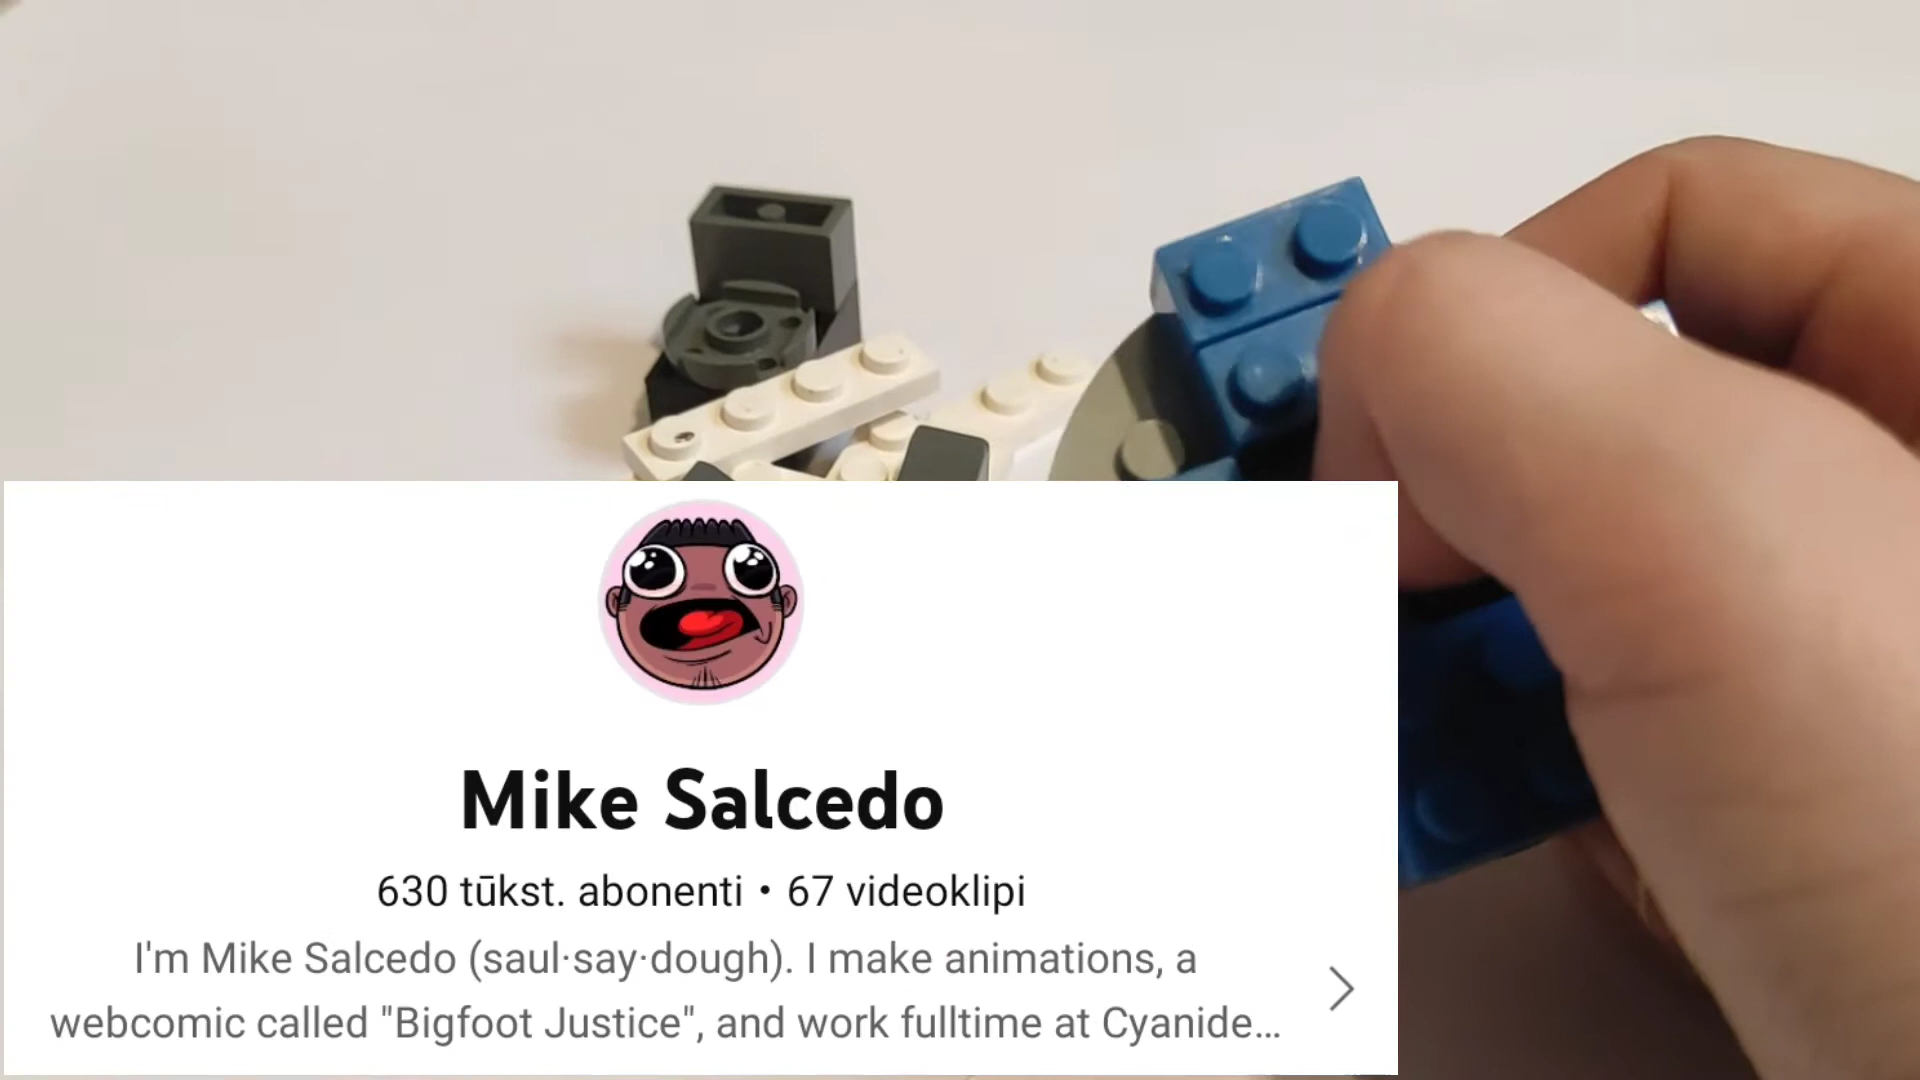 Mike Salcedo
630 tūkst. abonenti • 67 videoklipi
I'm Mike Salcedo (saul·say·dough). I make animations, a
webcomic called "Bigfoot Justice", and work fulltime at Cyanide...